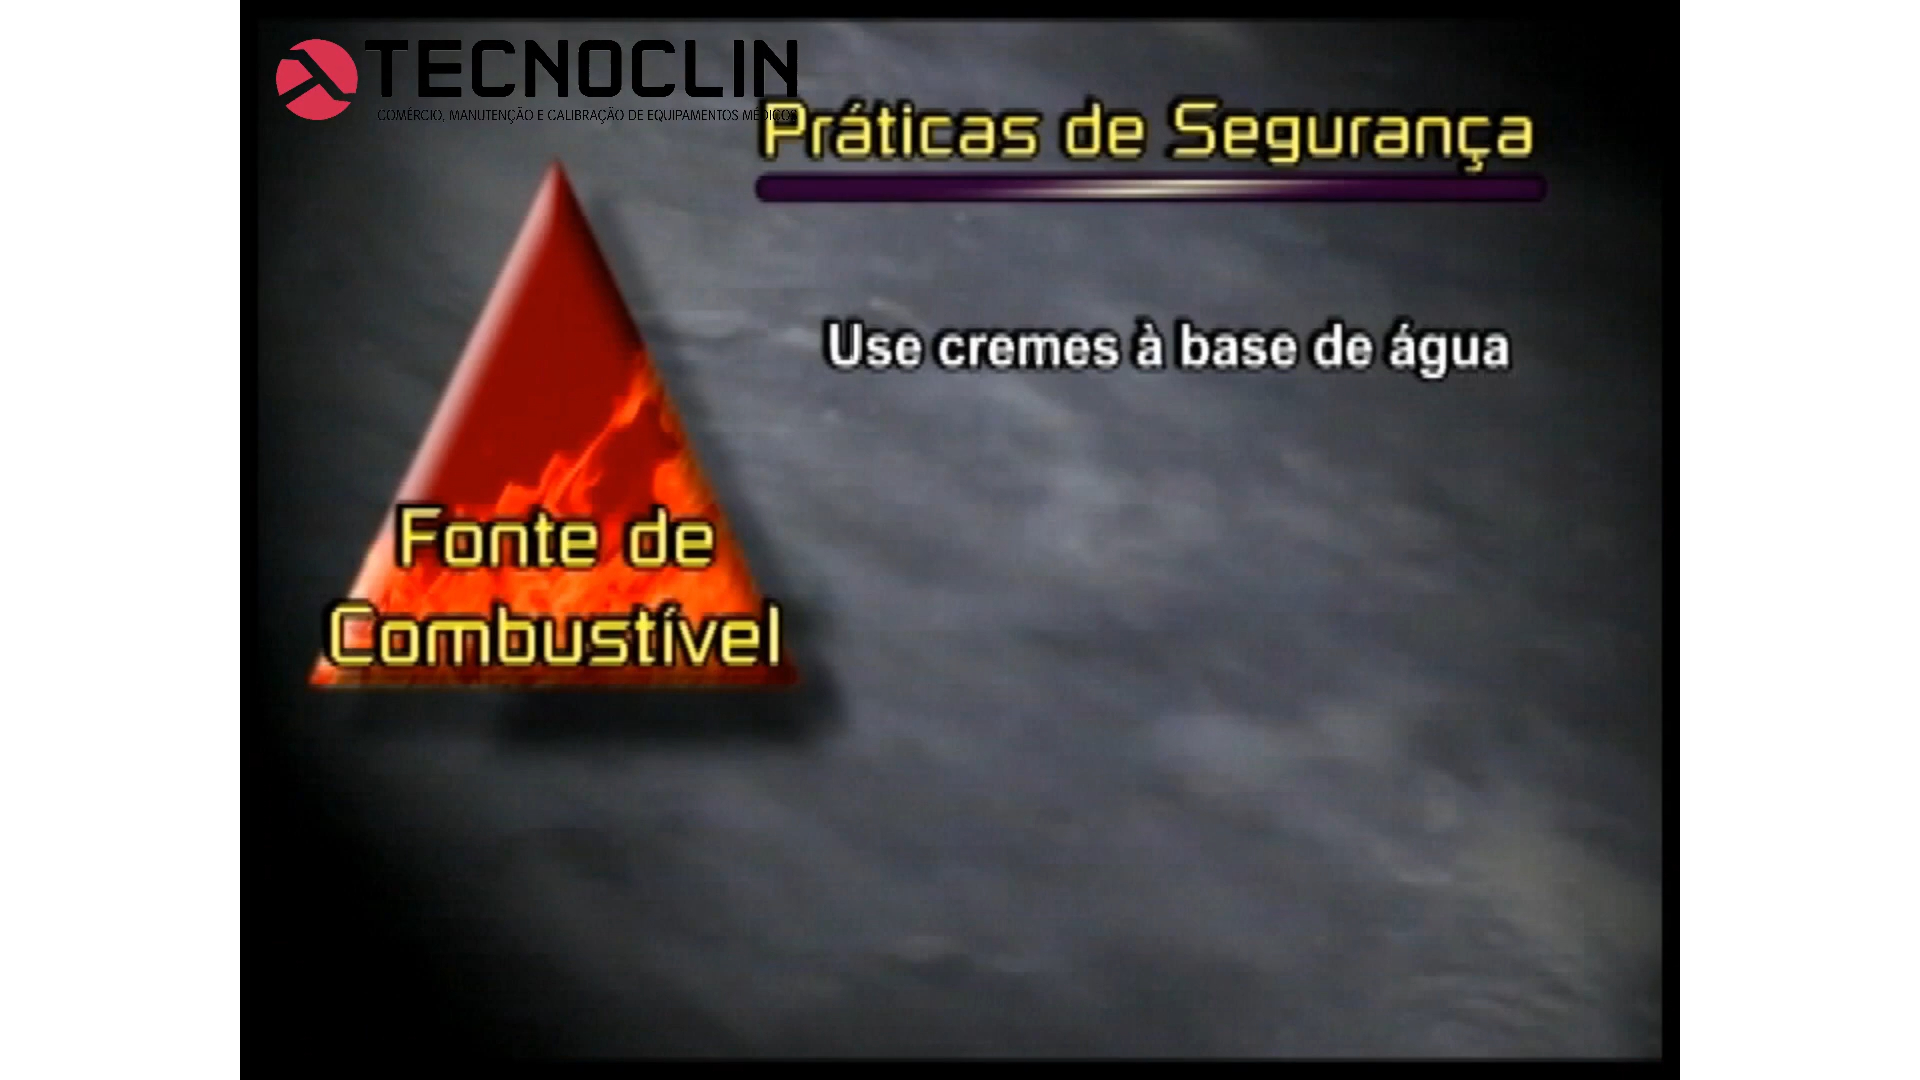 TECNOCLIN
COMÉRCIO, MANUTENÇÃO E CALIBRAÇÃO DE EQUIPAMENTOS MÉDICOS
Práticas de Segurança
Use cremes à base de água
Fonte de
Combustível